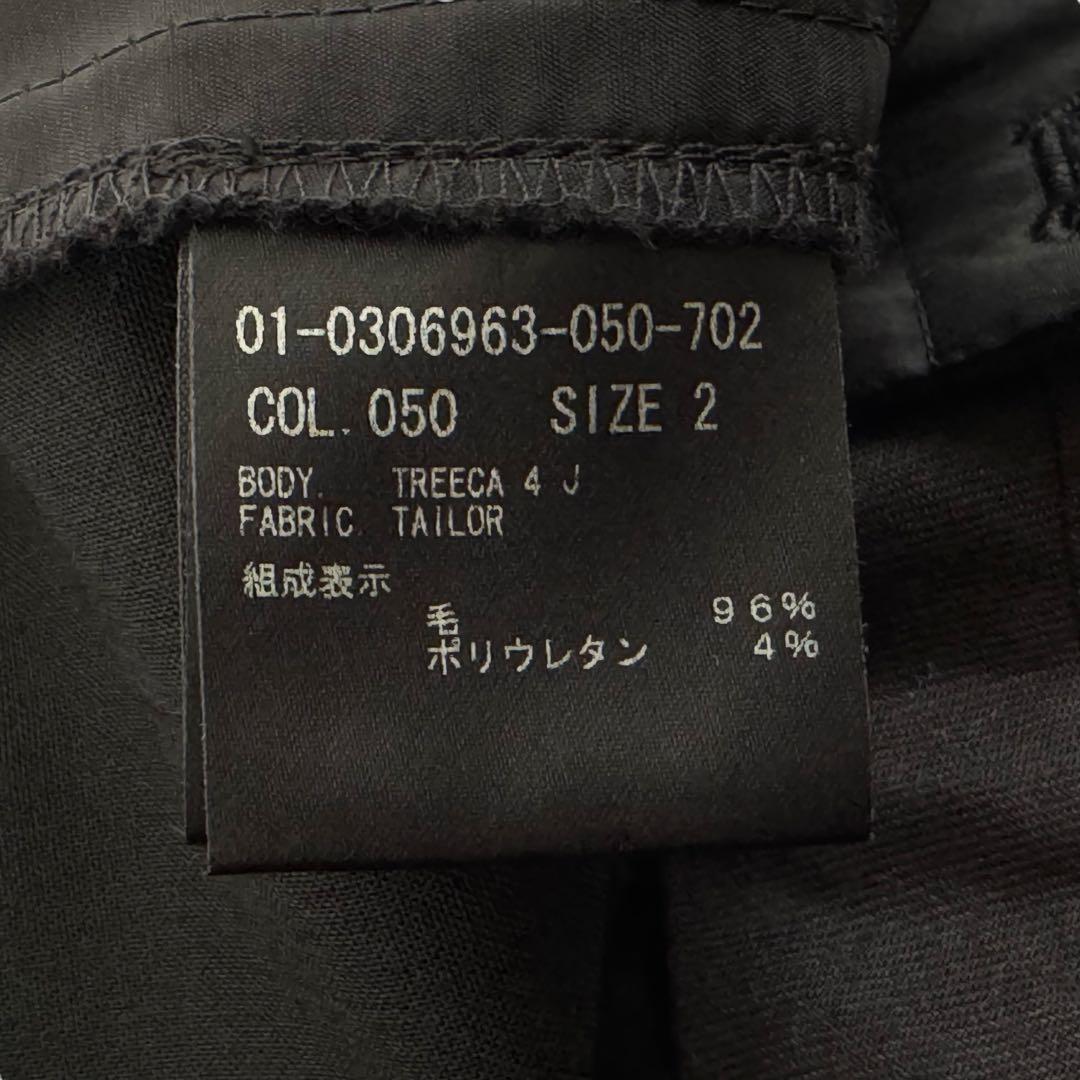 01-0306963-050-702
COL. 050 SIZE 2
BODY. TREECA 4 J
FABRIC. TAILOR
組成表示
毛 96%
ポリウレタン 4%